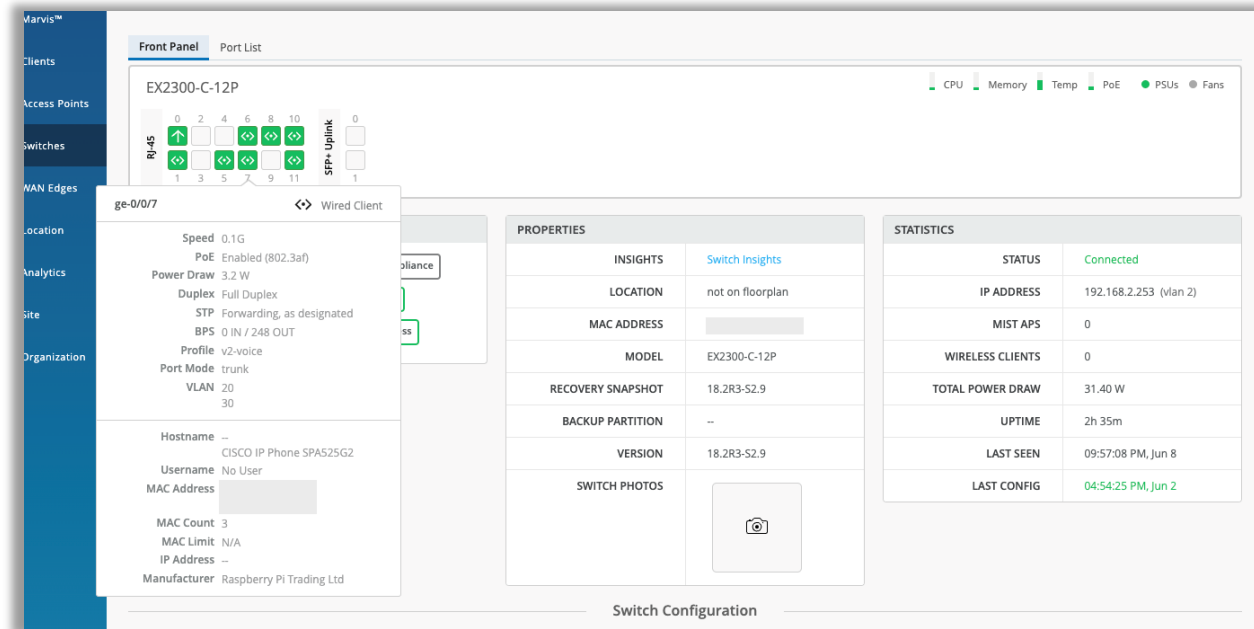 Marvis™
Clients
Access Points
Switches
WAN Edges
Location
Analytics
Site
Organization
Front Panel Port List
EX2300-C-12P
CPU Memory Temp PoE PSUs Fans
RJ-45
0 2 4 6 8 10
1 3 5 7 9 11
SFP+ Uplink
0
1
ge-0/0/7 Wired Client
Speed 0.1G
PoE Enabled (802.3af)
Power Draw 3.2 W
Duplex Full Duplex
STP Forwarding, as designated
BPS 0 IN / 248 OUT
Profile v2-voice
Port Mode trunk
VLAN 20
30
Hostname --
CISCO IP Phone SPA525G2
Username No User
MAC Address
MAC Count 3
MAC Limit N/A
IP Address --
Manufacturer Raspberry Pi Trading Ltd
PROPERTIES
INSIGHTS Switch Insights
LOCATION not on floorplan
MAC ADDRESS
MODEL EX2300-C-12P
RECOVERY SNAPSHOT 18.2R3-S2.9
BACKUP PARTITION --
VERSION 18.2R3-S2.9
SWITCH PHOTOS
STATISTICS
STATUS Connected
IP ADDRESS 192.168.2.253 (vlan 2)
MIST APS 0
WIRELESS CLIENTS 0
TOTAL POWER DRAW 31.40 W
UPTIME 2h 35m
LAST SEEN 09:57:08 PM, Jun 8
LAST CONFIG 04:54:25 PM, Jun 2
Switch Configuration